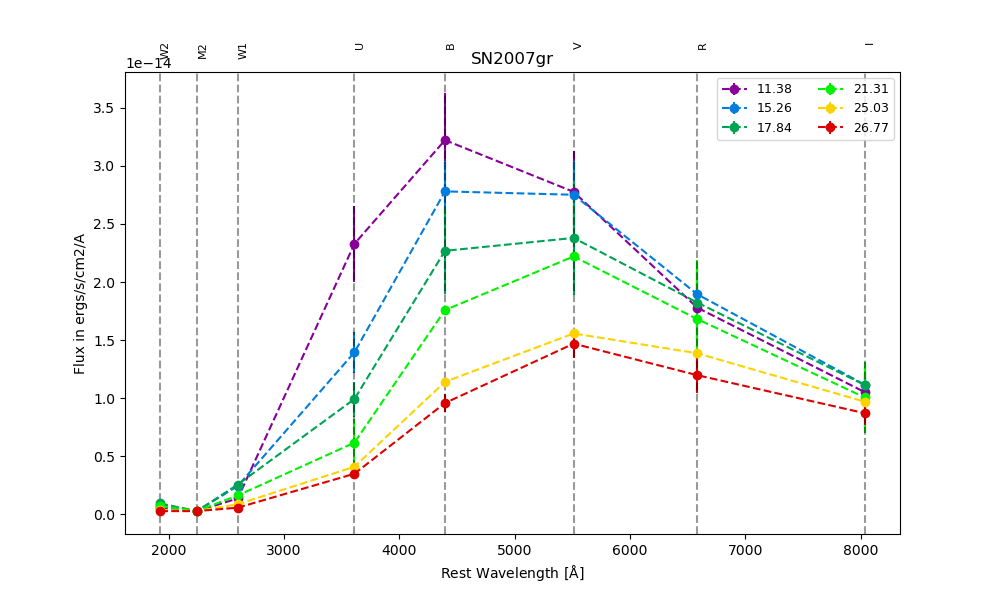 W2 M2 W1 U B V R I
SN2007gr
1e−14
3.5
3.0
2.5
2.0
1.5
1.0
0.5
0.0
Flux in ergs/s/cm2/A
11.38 21.31
15.26 25.03
17.84 26.77
2000 3000 4000 5000 6000 7000 8000
Rest Wavelength [Å]